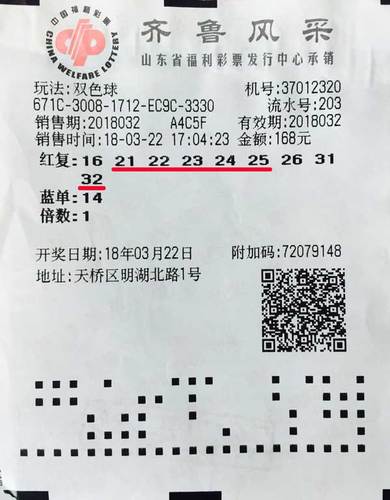 中国福利彩票
CHINA WELFARE LOTTERY
齐鲁风采
山东省福利彩票发行中心承销
玩法:双色球 机号:37012320
671C-3008-1712-EC9C-3330 流水号:203
销售期:2018032 A4C5F 有效期:2018032
销售时间:18-03-22 17:04:23 金额:168元
红复:16 21 22 23 24 25 26 31
32
蓝单:14
倍数:1
开奖日期:18年03月22日 附加码:72079148
地址:天桥区明湖北路1号